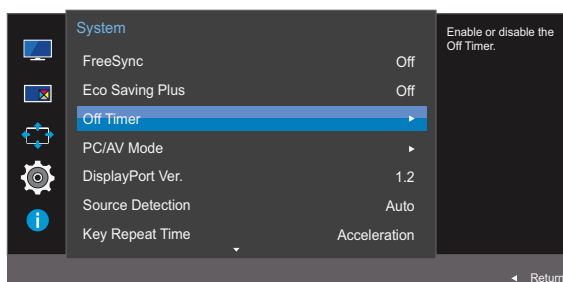 System
FreeSync Off
Eco Saving Plus Off
Off Timer
PC/AV Mode
DisplayPort Ver. 1.2
Source Detection Auto
Key Repeat Time Acceleration
Enable or disable the
Off Timer.
Return